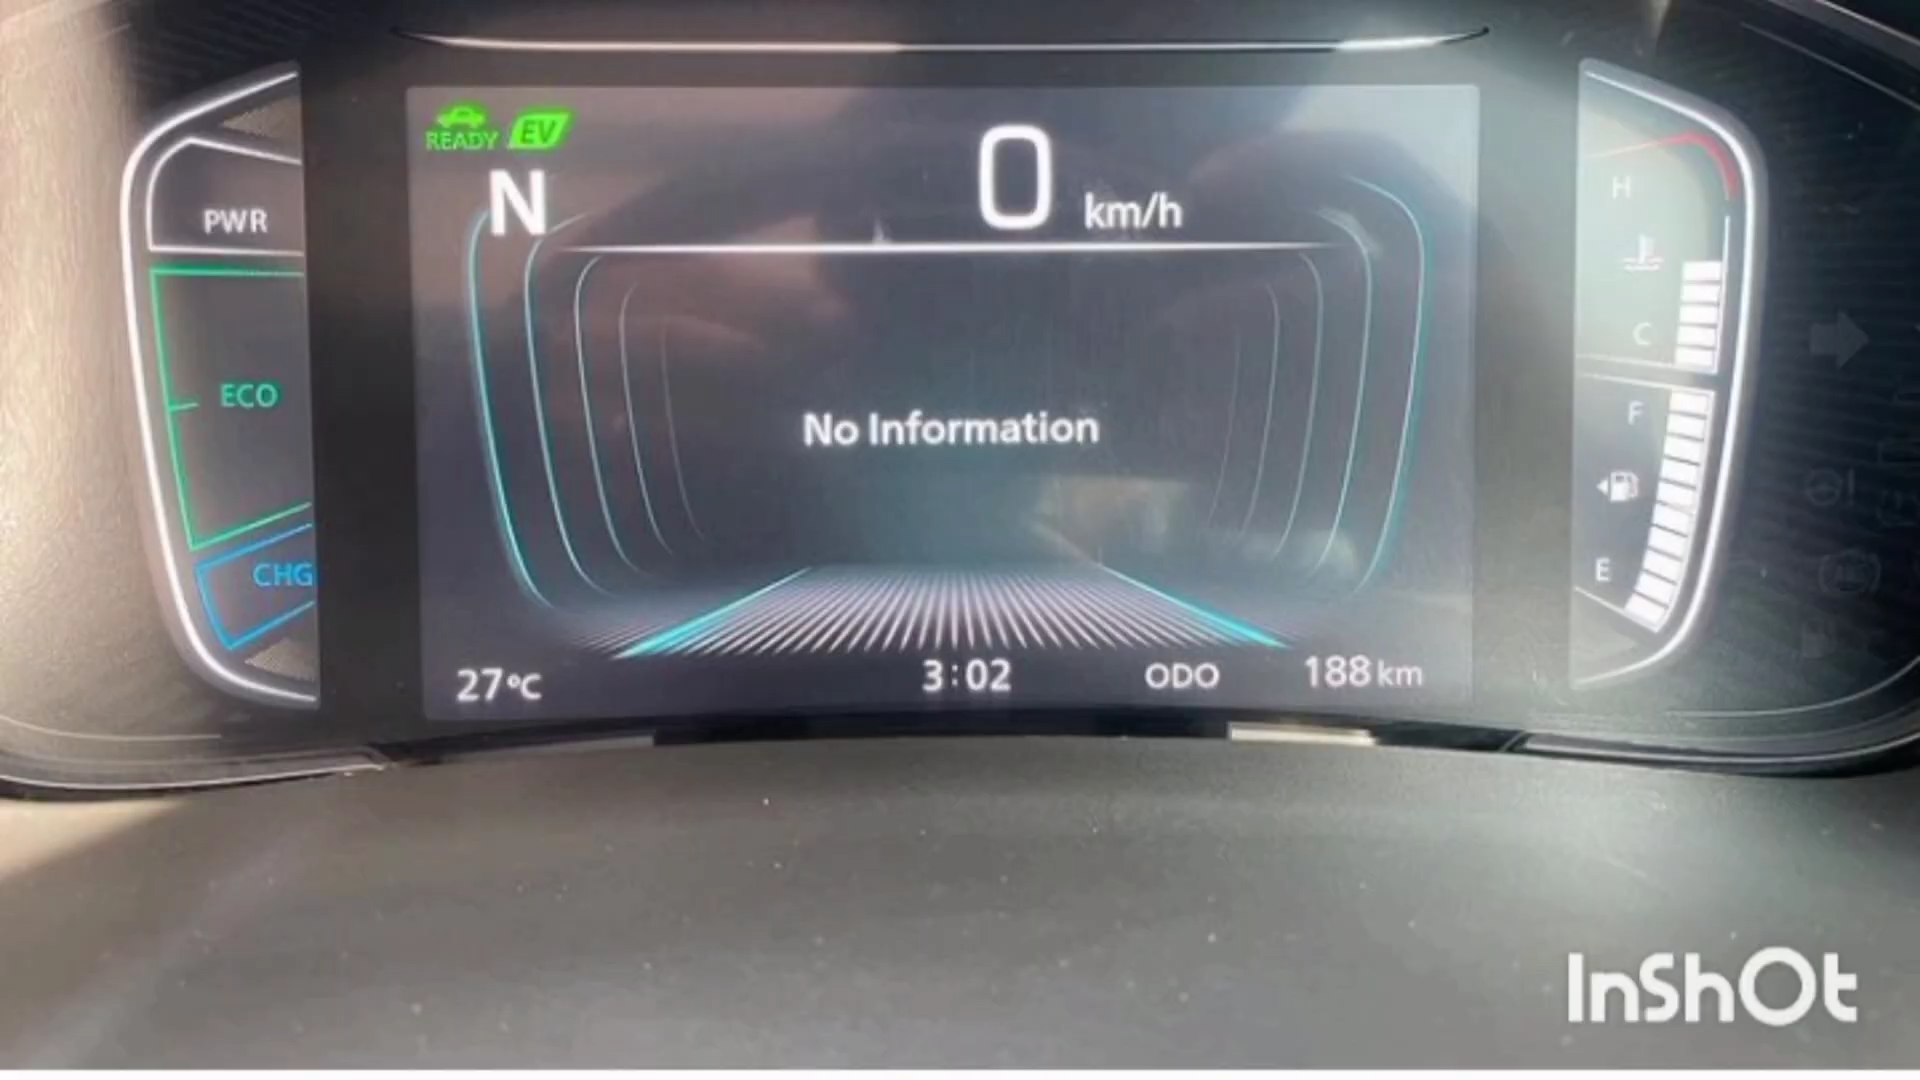 READY EV
N
0 km/h
PWR
ECO
CHG
No Information
H
C
F
E
27°C
3:02
ODO 188 km
InShOt